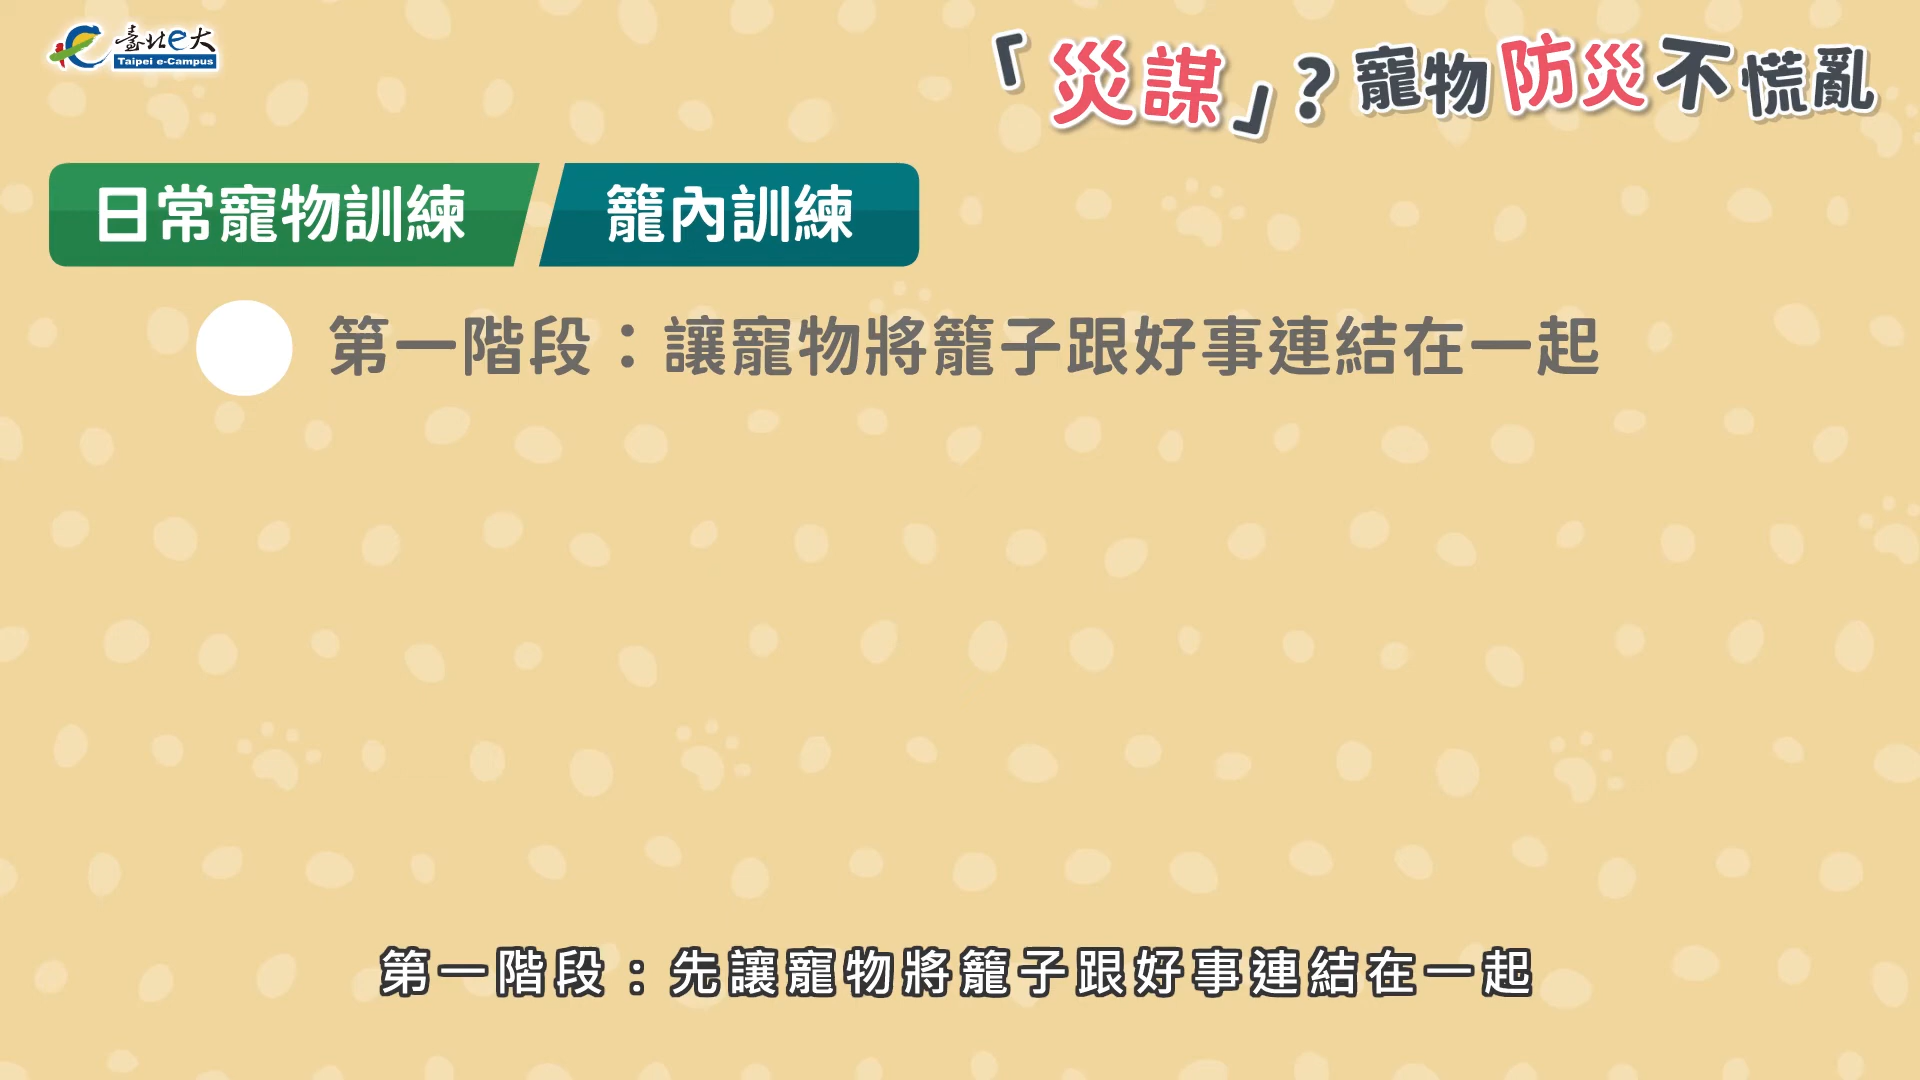 臺北e大
Taipei e-Campus
「災謀」?寵物防災不慌亂
日常寵物訓練
籠內訓練
第一階段：讓寵物將籠子跟好事連結在一起
第一階段：先讓寵物將籠子跟好事連結在一起